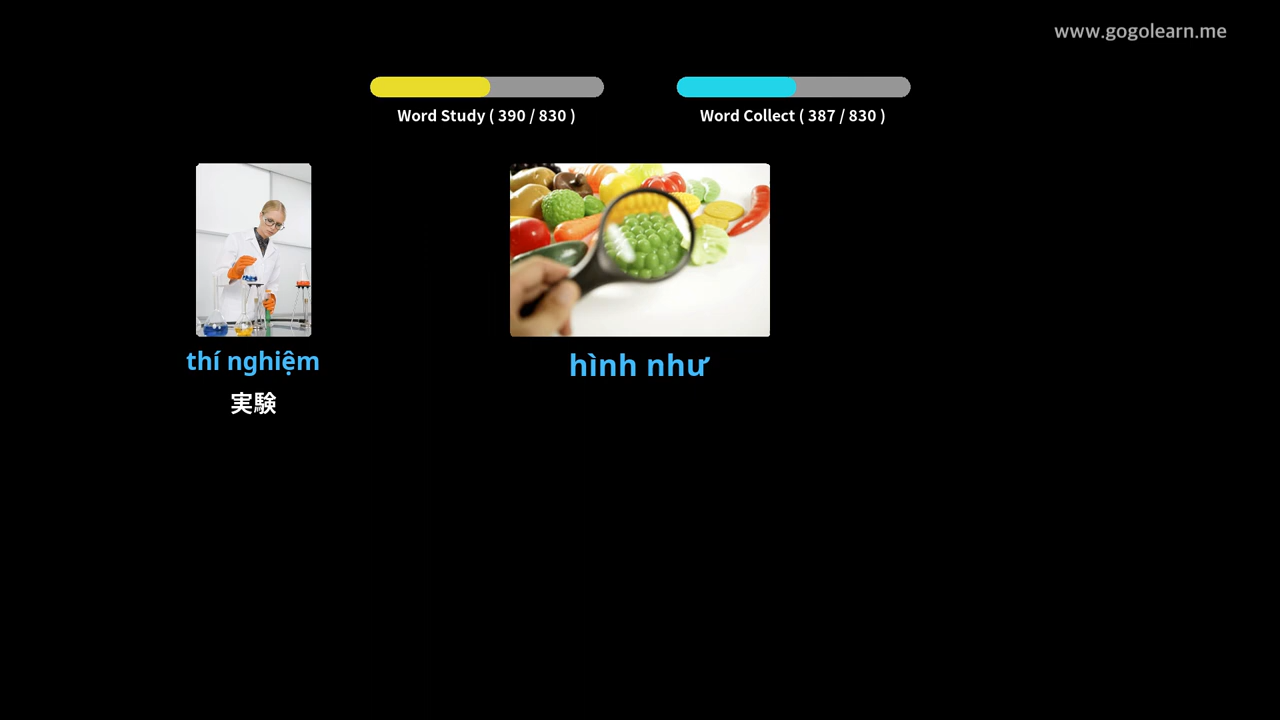 www.gogolearn.me
Word Study ( 390 / 830 )
Word Collect ( 387 / 830 )
thí nghiệm
実験
hình như